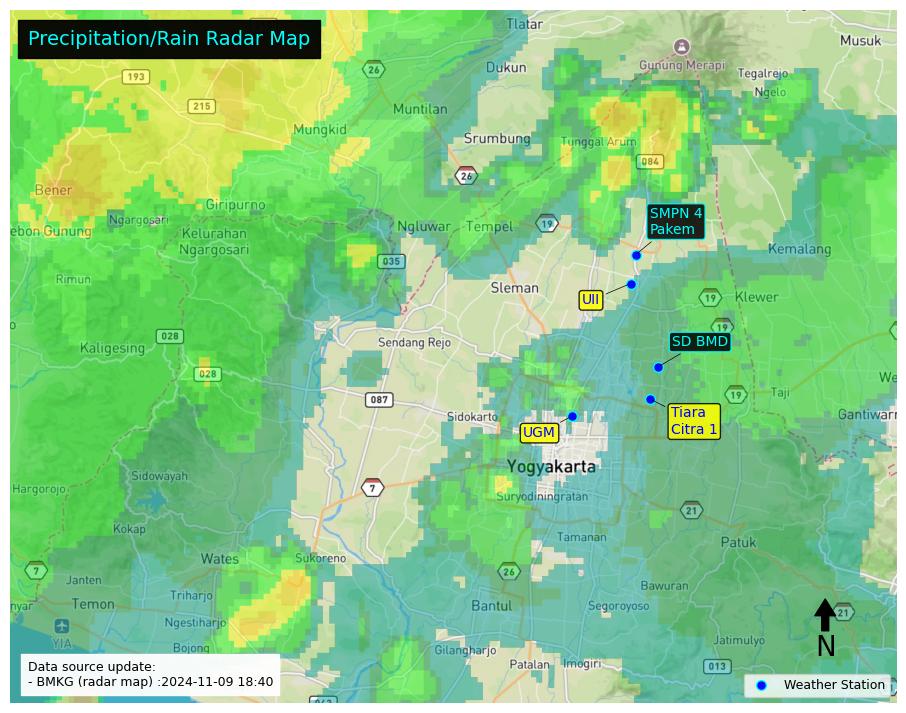 Precipitation/Rain Radar Map
Tlatar
Musuk
Gunung Merapi
Dukun
Tegalrejo
Ngelo
26
193
215
Muntilan
Mungkid
Srumbung
Tunggal Arum
084
26
Bener
Giripurno
Ngargosari
ebon Gunung
Kelurahan
Ngargosari
Ngluwar
Tempel
19
SMPN 4
Pakem
Kemalang
035
Rimun
Sleman
UII
19
Klewer
19
028
Kaligesing
Sendang Rejo
SD BMD
028
087
19
Taji
We
Sidokarto
UGM
Tiara
Citra 1
Gantiwarn
Yogyakarta
Sidowayah
Hargorojo
7
Suryodiningratan
21
Kokap
Tamanan
Patuk
Wates
Sukoreno
7
Janten
nyar
Temon
Triharjo
26
Bantul
Bawuran
Segoroyoso
21
Ngestiharjo
YIA
Bojong
N
Jatimulyo
Gilangharjo
Patalan
Imogiri
013
Data source update:
- BMKG (radar map) :2024-11-09 18:40
Weather Station